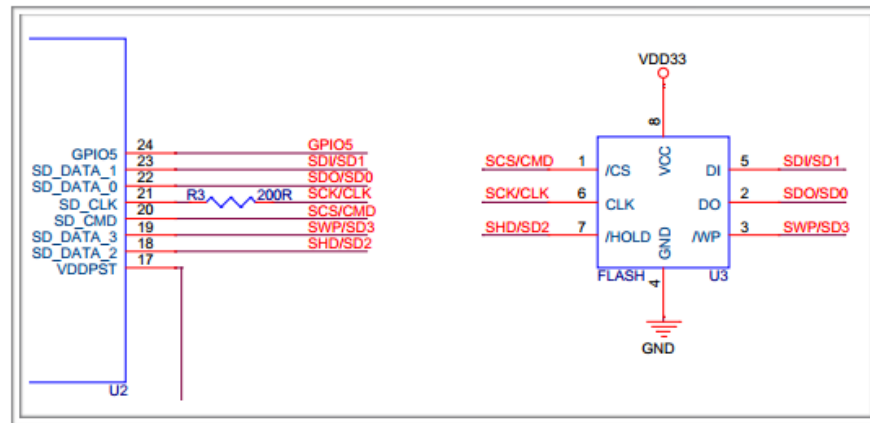 GPIO5 24 GPIO5
SD_DATA_1 23 SDI/SD1
SD_DATA_0 22 SDO/SD0
SD_CLK 21 R3 200R SCK/CLK
SD_CMD 20 SCS/CMD
SD_DATA_3 19 SWP/SD3
SD_DATA_2 18 SHD/SD2
VDDPST 17
U2
VDD33
8
VCC
SCS/CMD 1 /CS DI 5 SDI/SD1
SCK/CLK 6 CLK DO 2 SDO/SD0
SHD/SD2 7 /HOLD /WP 3 SWP/SD3
GND
FLASH U3
4
GND